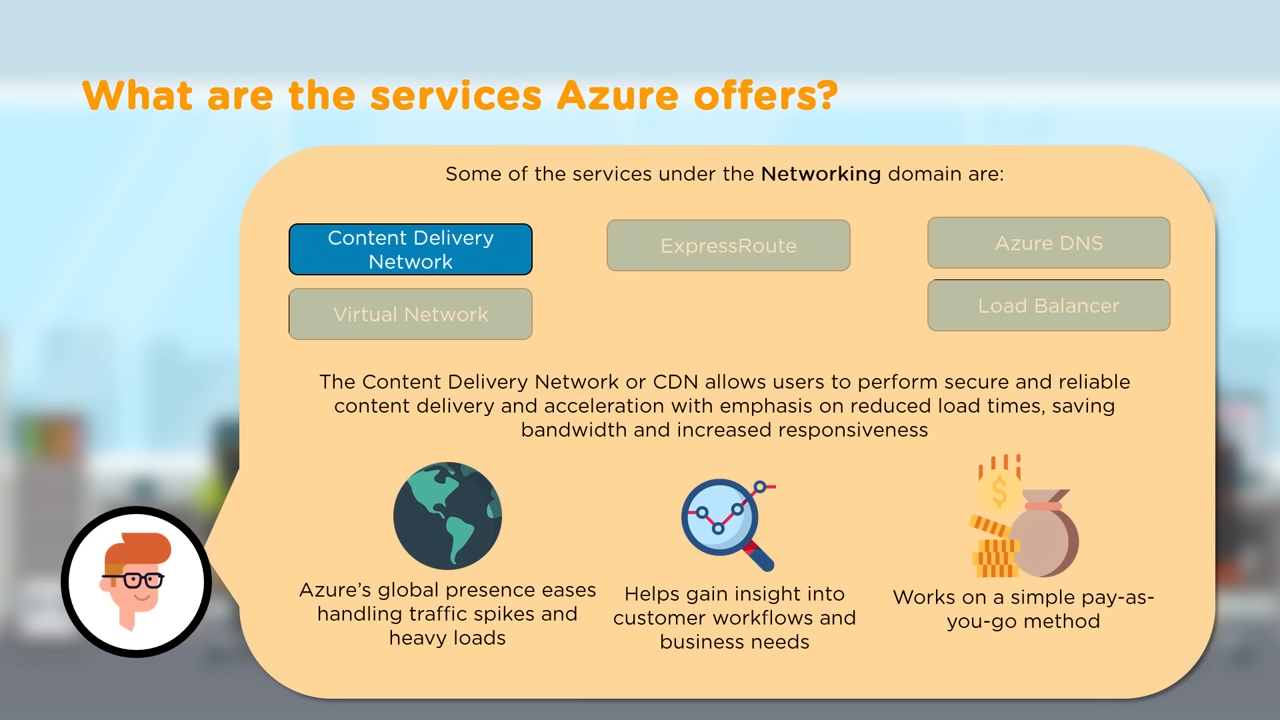 What are the services Azure offers?
Some of the services under the Networking domain are:
Content Delivery
Network
ExpressRoute
Azure DNS
Virtual Network
Load Balancer
The Content Delivery Network or CDN allows users to perform secure and reliable
content delivery and acceleration with emphasis on reduced load times, saving
bandwidth and increased responsiveness
$
Azure’s global presence eases
handling traffic spikes and
heavy loads
Helps gain insight into
customer workflows and
business needs
Works on a simple pay-as-
you-go method